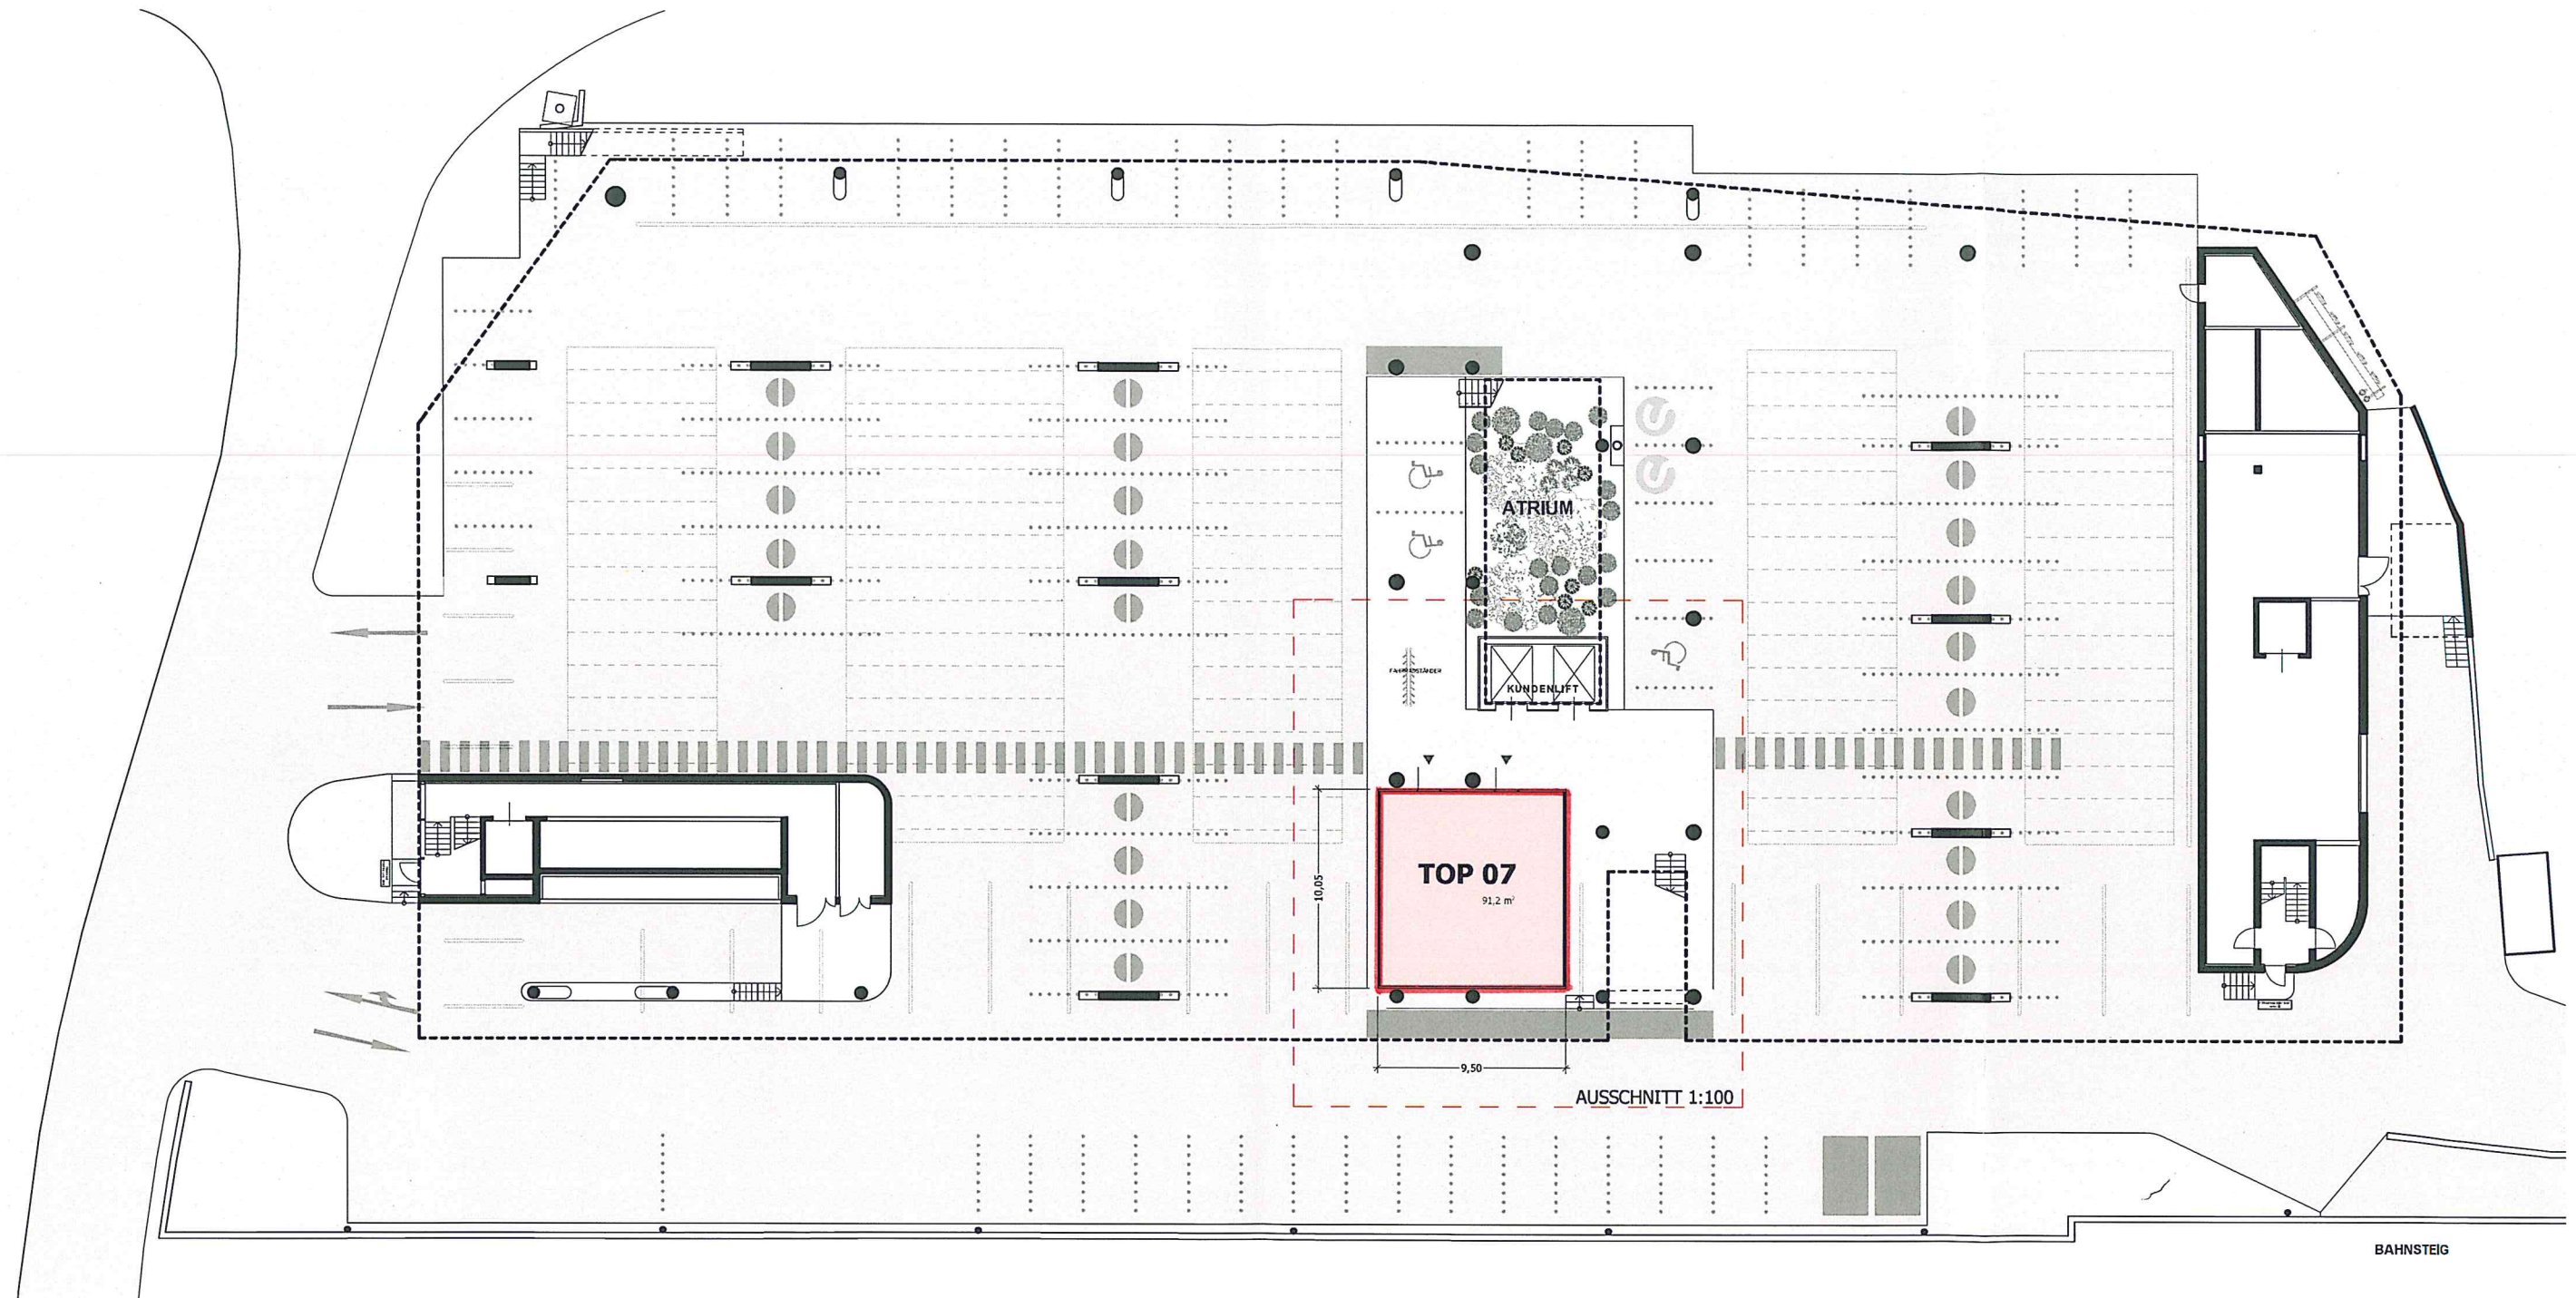 ATRIUM
FAHRRADSTÄNDER
KUNDENLIFT
TOP 07
91,2 m²
10,05
9,50
AUSSCHNITT 1:100
BAHNSTEIG